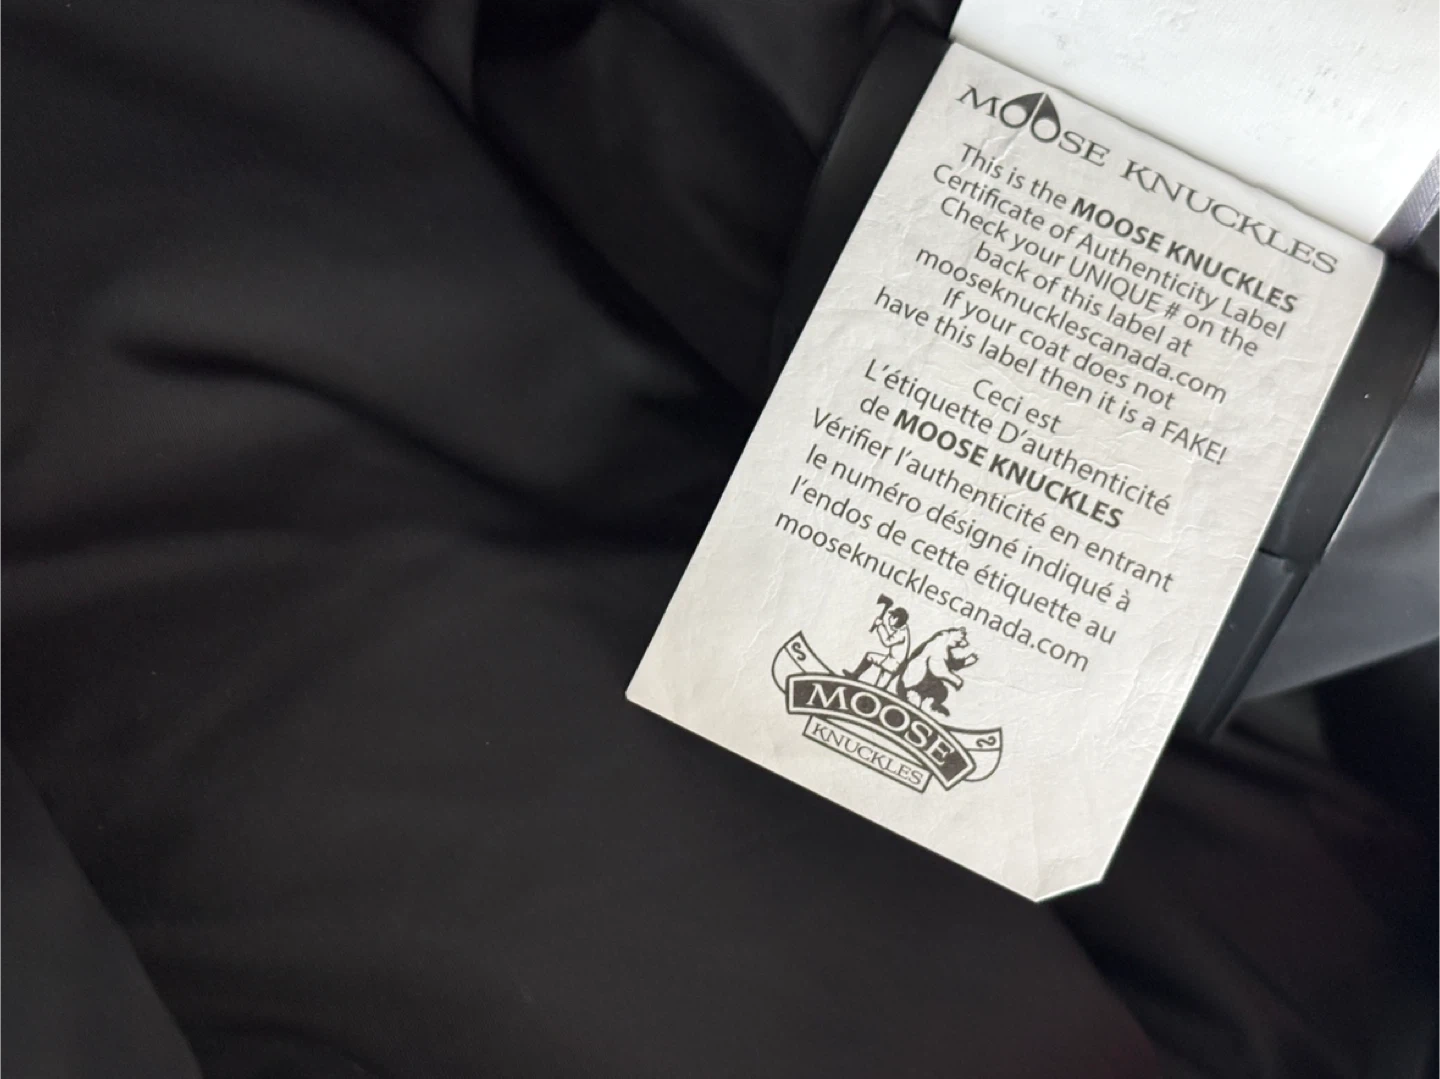 MOOSE KNUCKLES
This is the MOOSE KNUCKLES
Certificate of Authenticity Label
Check your UNIQUE # on the
back of this label at
mooseknucklescanada.com
If your coat does not
have this label then it is a FAKE!
Ceci est
L'étiquette D'authenticité
de MOOSE KNUCKLES
Vérifier l'authenticité en entrant
le numéro désigné indiqué à
l'endos de cette étiquette au
mooseknucklescanada.com
MOOSE
KNUCKLES